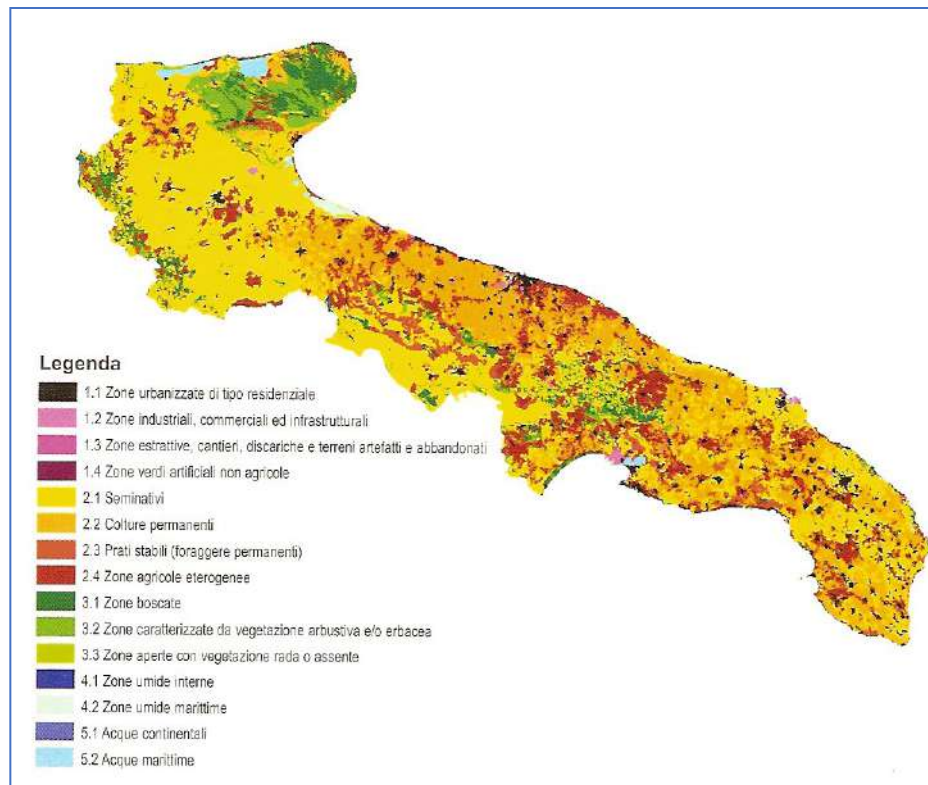 Legenda
1.1 Zone urbanizzate di tipo residenziale
1.2 Zone industriali, commerciali ed infrastrutturali
1.3 Zone estrattive, cantieri, discariche e terreni artefatti e abbandonati
1.4 Zone verdi artificiali non agricole
2.1 Seminativi
2.2 Colture permanenti
2.3 Prati stabili (foraggere permanenti)
2.4 Zone agricole eterogenee
3.1 Zone boscate
3.2 Zone caratterizzate da vegetazione arbustiva e/o erbacea
3.3 Zone aperte con vegetazione rada o assente
4.1 Zone umide interne
4.2 Zone umide marittime
5.1 Acque continentali
5.2 Acque marittime